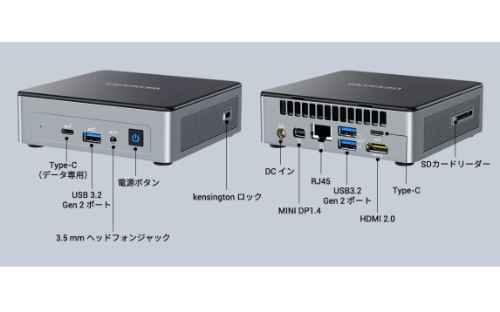 Type-C
(データ専用)
USB 3.2
Gen 2 ポート
3.5 mm ヘッドフォンジャック
電源ボタン
kensington ロック
DC イン
MINI DP1.4
RJ45
USB3.2
Gen 2 ポート
HDMI 2.0
Type-C
SDカードリーダー